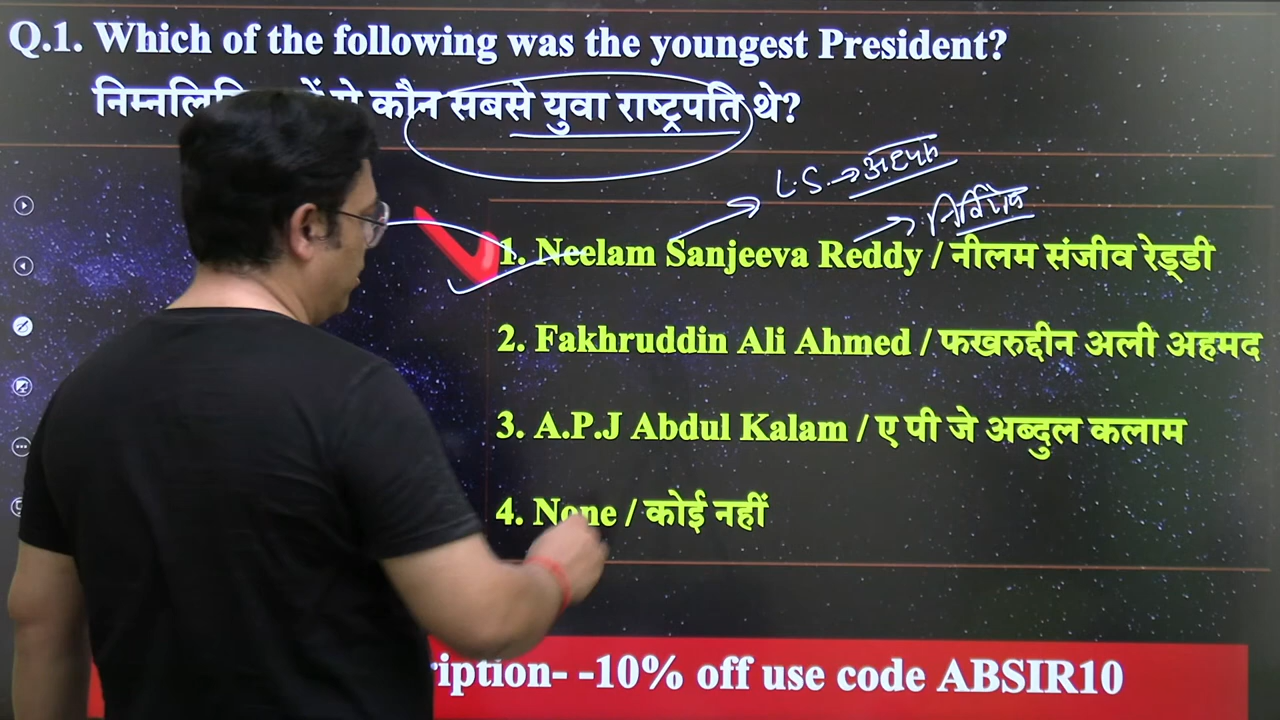 Q.1. Which of the following was the youngest President?
कौन सबसे युवा राष्ट्रपति थे?
L.S. → अध्यक्ष
→ निर्विरोध
1. Neelam Sanjeeva Reddy / नीलम संजीव रेड्डी
2. Fakhruddin Ali Ahmed / फखरुद्दीन अली अहमद
3. A.P.J Abdul Kalam / ए पी जे अब्दुल कलाम
4. None / कोई नहीं
ription- -10% off use code ABSIR10